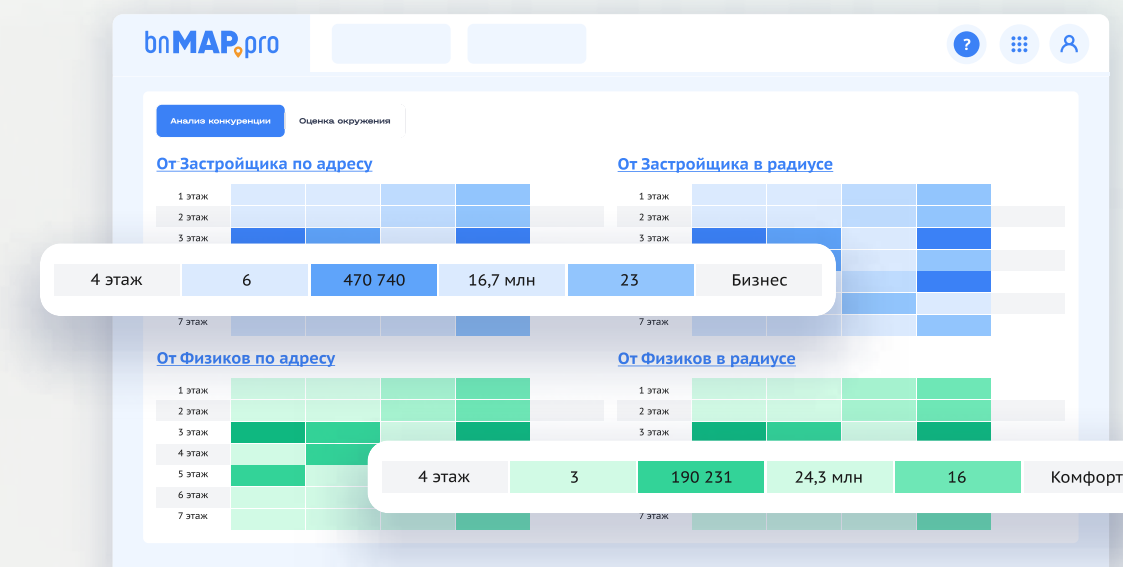 bnMAP.pro
?
Анализ конкуренции
Оценка окружения
От Застройщика по адресу
1 этаж
2 этаж
3 этаж
От Застройщика в радиусе
1 этаж
2 этаж
3 этаж
4 этаж 6 470 740 16,7 млн 23 Бизнес
7 этаж
7 этаж
От Физиков по адресу
1 этаж
2 этаж
3 этаж
4 этаж
5 этаж
6 этаж
7 этаж
От Физиков в радиусе
1 этаж
2 этаж
3 этаж
4 этаж 3 190 231 24,3 млн 16 Комфорт
7 этаж